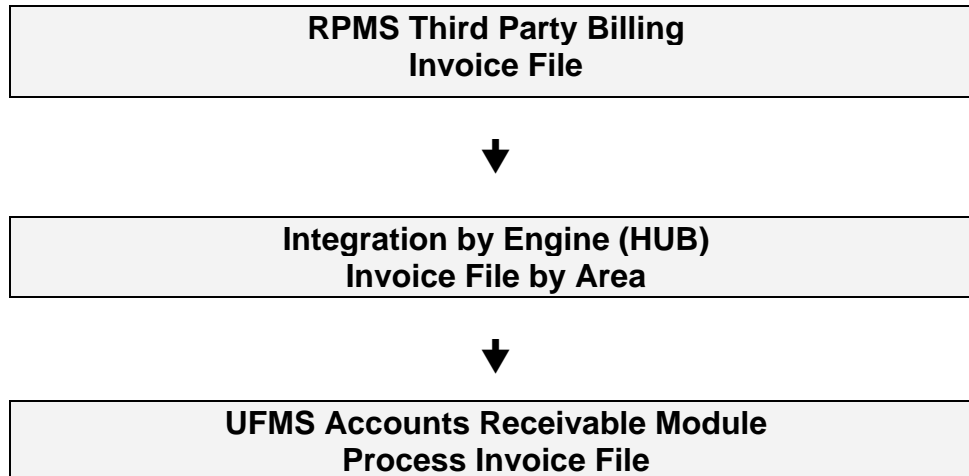 RPMS Third Party Billing
Invoice File
Integration by Engine (HUB)
Invoice File by Area
UFMS Accounts Receivable Module
Process Invoice File